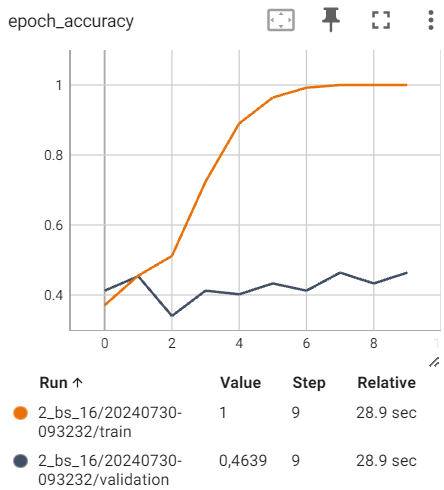 epoch_accuracy
1
0.8
0.6
0.4
0 2 4 6 8 1
Run ↑ Value Step Relative
2_bs_16/20240730-
093232/train 1 9 28.9 sec
2_bs_16/20240730-
093232/validation 0,4639 9 28.9 sec